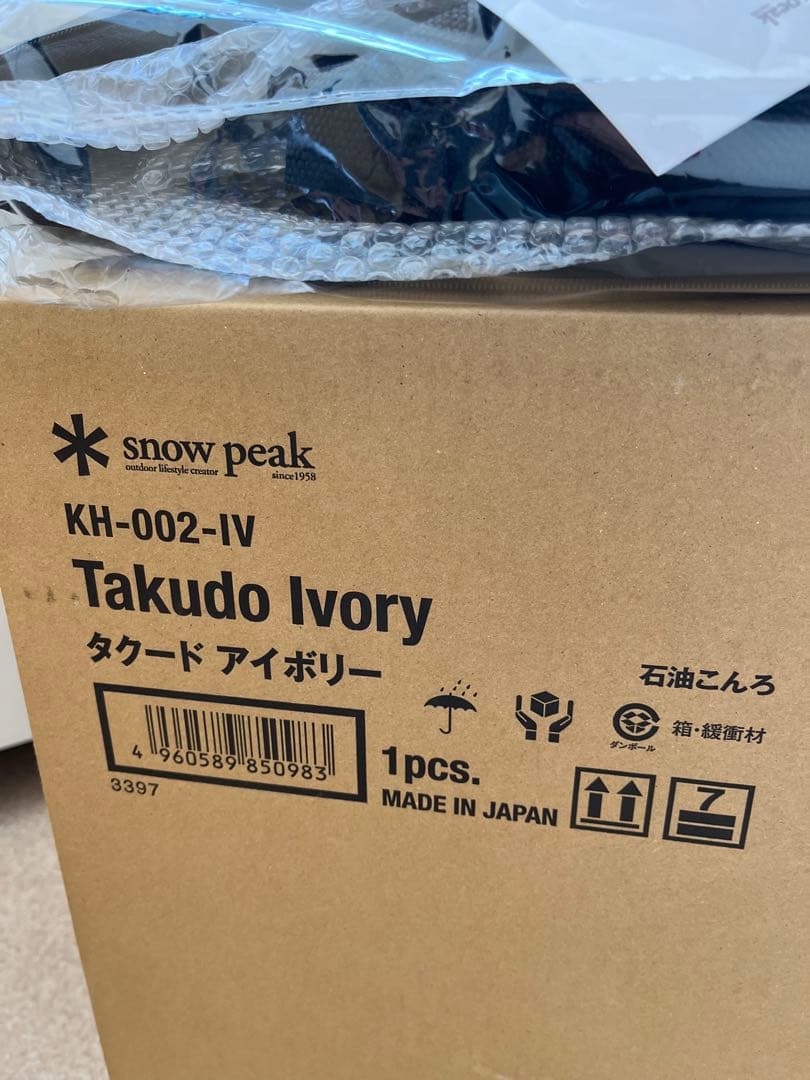 snow peak
outdoor lifestyle creator
since1958
KH-002-IV
Takudo Ivory
タクード アイボリー
石油こんろ
ダンボール
箱・緩衝材
4 960589 850983
3397
1pcs.
MADE IN JAPAN
7